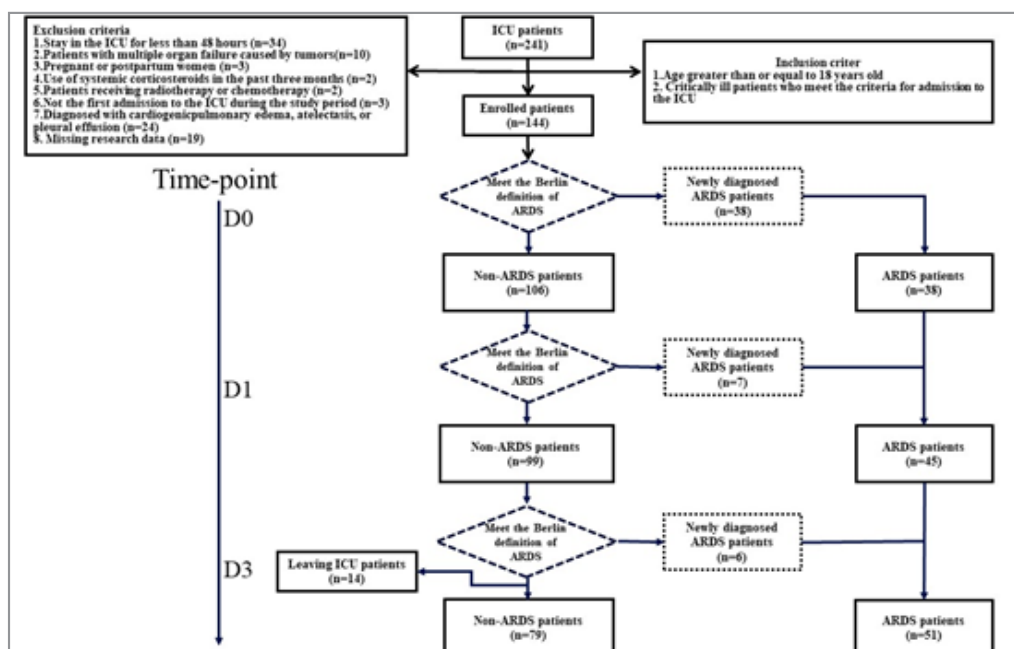 Exclusion criteria
1.Stay in the ICU for less than 48 hours (n=34)
2.Patients with multiple organ failure caused by tumors(n=10)
3.Pregnant or postpartum women (n=3)
4.Use of systemic corticosteroids in the past three months (n=2)
5.Patients receiving radiotherapy or chemotherapy (n=2)
6.Not the first admission to the ICU during the study period (n=3)
7.Diagnosed with cardiogenicpulmonary edema, atelectasis, or
pleural effusion (n=24)
8. Missing research data (n=19)
ICU patients
(n=241)
Inclusion criter
1.Age greater than or equal to 18 years old
2. Critically ill patients who meet the criteria for admission to
the ICU
Enrolled patients
(n=144)
Time-point
D0
Meet the Berlin
definition of
ARDS
Newly diagnosed
ARDS patients
(n=38)
Non-ARDS patients
(n=106)
ARDS patients
(n=38)
D1
Meet the Berlin
definition of
ARDS
Newly diagnosed
ARDS patients
(n=7)
Non-ARDS patients
(n=99)
ARDS patients
(n=45)
D3
Meet the Berlin
definition of
ARDS
Newly diagnosed
ARDS patients
(n=6)
Leaving ICU patients
(n=14)
Non-ARDS patients
(n=79)
ARDS patients
(n=51)